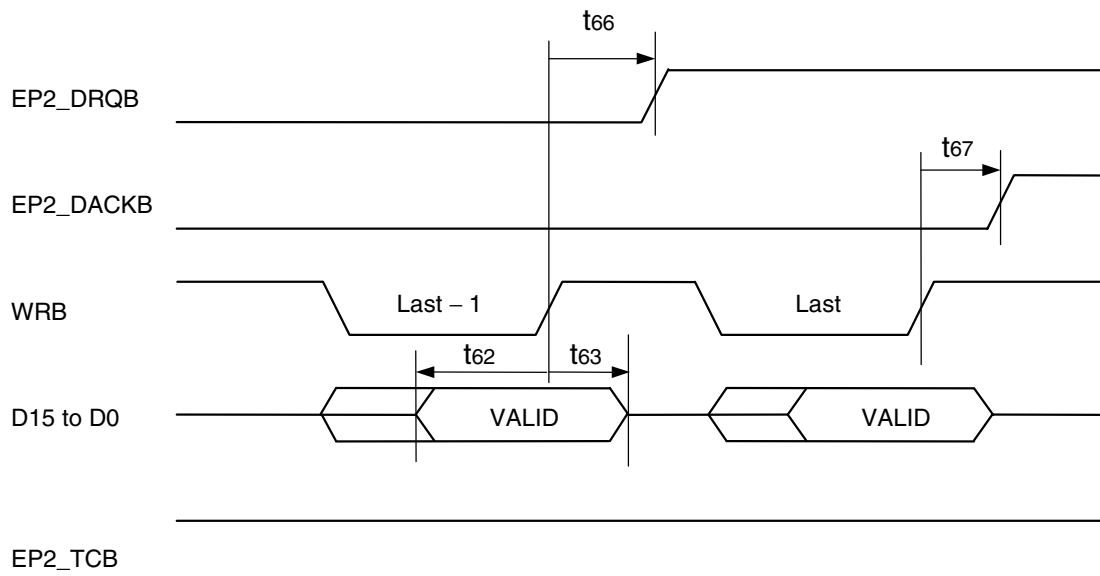 t66
EP2_DRQB
t67
EP2_DACKB
WRB
Last – 1
Last
t62
t63
D15 to D0
VALID
VALID
EP2_TCB